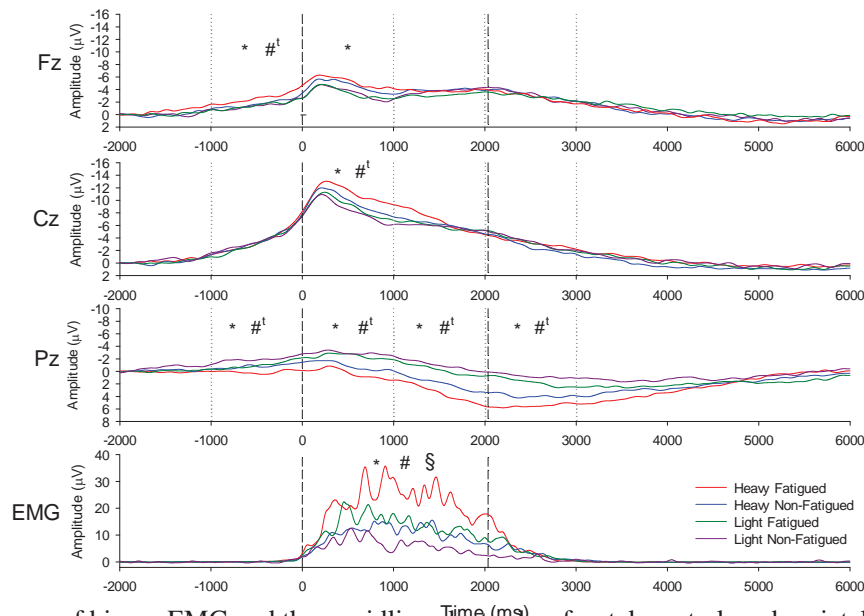 Fz
Amplitude (µV)
-16
-14
-12
-10
-8
-6
-4
-2
0
2
* #ᵗ *
-2000 -1000 0 1000 2000 3000 4000 5000 6000
Cz
Amplitude (µV)
-16
-14
-12
-10
-8
-6
-4
-2
0
2
* #ᵗ
-2000 -1000 0 1000 2000 3000 4000 5000 6000
Pz
Amplitude (µV)
-10
-8
-6
-4
-2
0
2
4
6
8
* #ᵗ * #ᵗ * #ᵗ * #ᵗ
-2000 -1000 0 1000 2000 3000 4000 5000 6000
EMG
Amplitude (µV)
40
30
20
10
0
* # §
Heavy Fatigued
Heavy Non-Fatigued
Light Fatigued
Light Non-Fatigued
-2000 -1000 0 1000 2000 3000 4000 5000 6000
Time (ms)